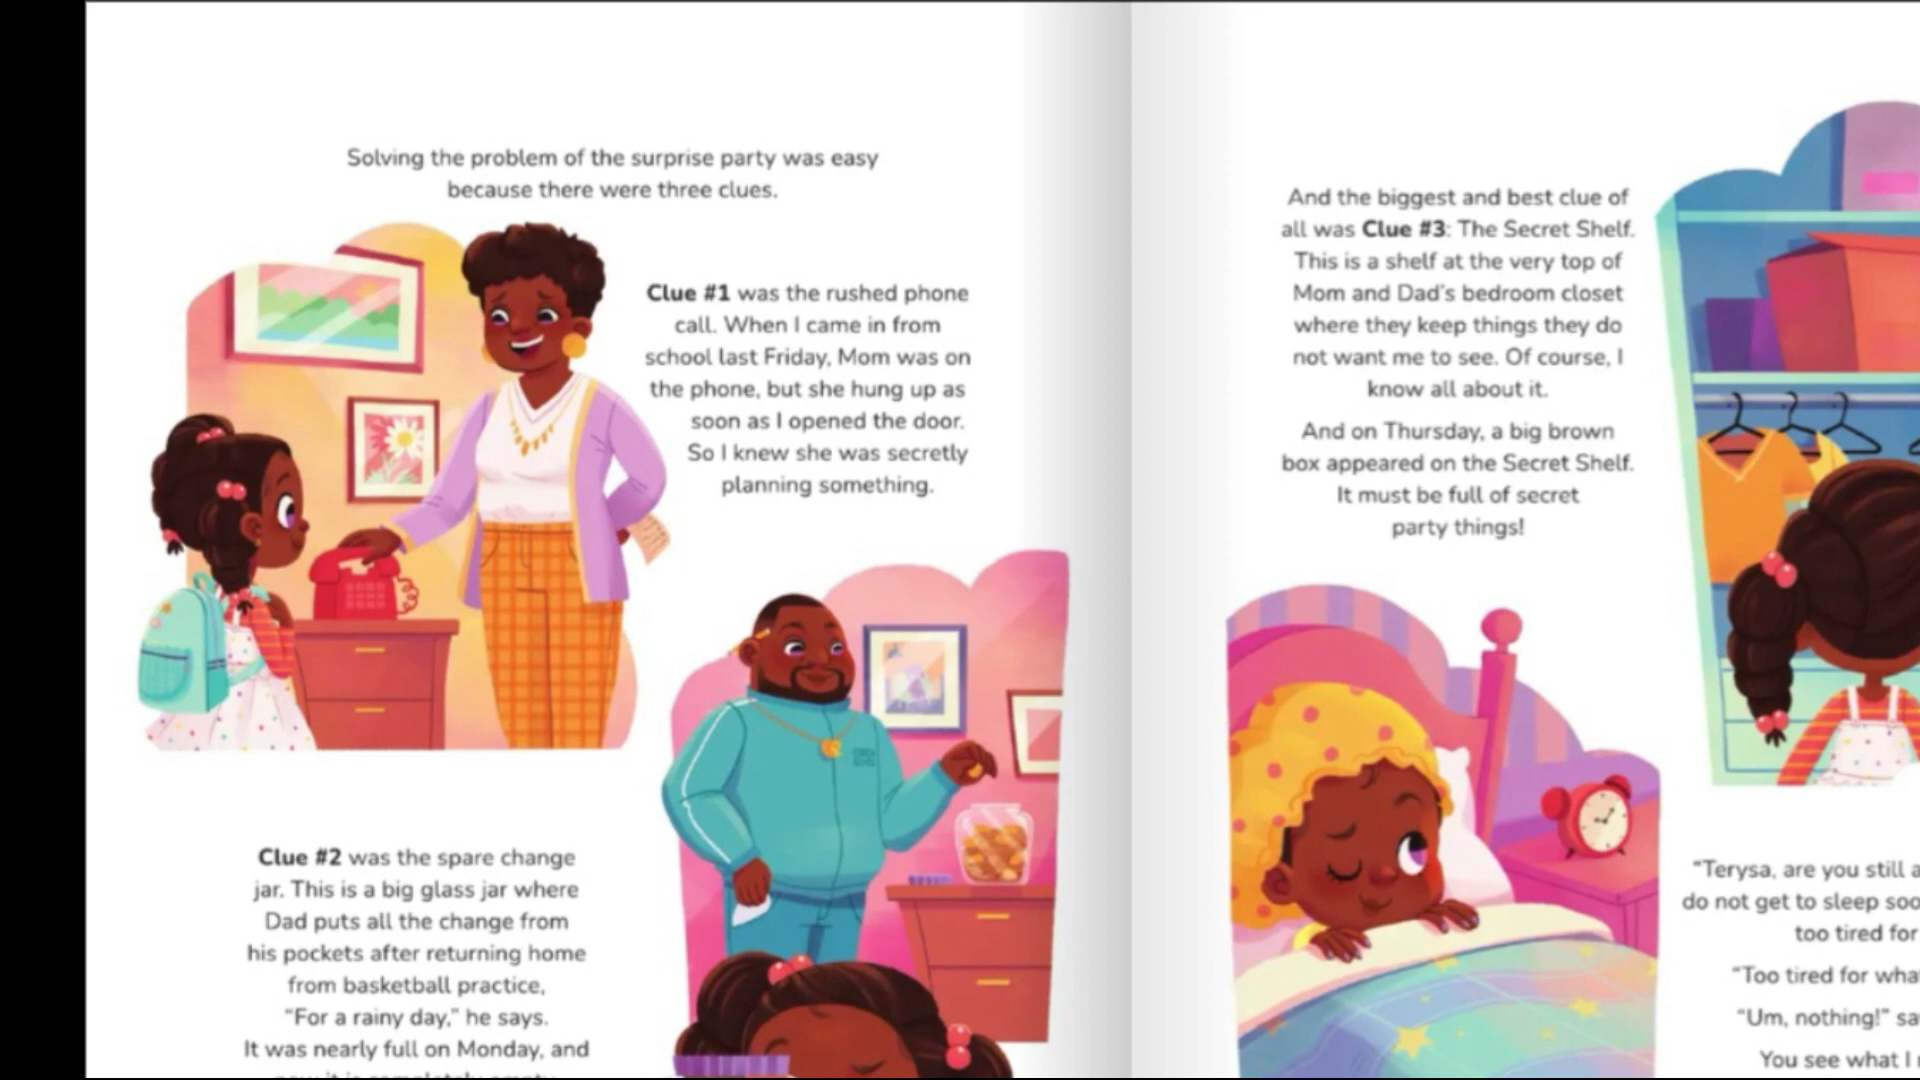 Solving the problem of the surprise party was easy
because there were three clues.
Clue #1 was the rushed phone
call. When I came in from
school last Friday, Mom was on
the phone, but she hung up as
soon as I opened the door.
So I knew she was secretly
planning something.
Clue #2 was the spare change
jar. This is a big glass jar where
Dad puts all the change from
his pockets after returning home
from basketball practice,
“For a rainy day,” he says.
It was nearly full on Monday, and
now it is completely empty
And the biggest and best clue of
all was Clue #3: The Secret Shelf.
This is a shelf at the very top of
Mom and Dad’s bedroom closet
where they keep things they do
not want me to see. Of course, I
know all about it.
And on Thursday, a big brown
box appeared on the Secret Shelf.
It must be full of secret
party things!
“Terysa, are you still
do not get to sleep
too tired for
“Too tired for
“Um, nothing!”
You see what I